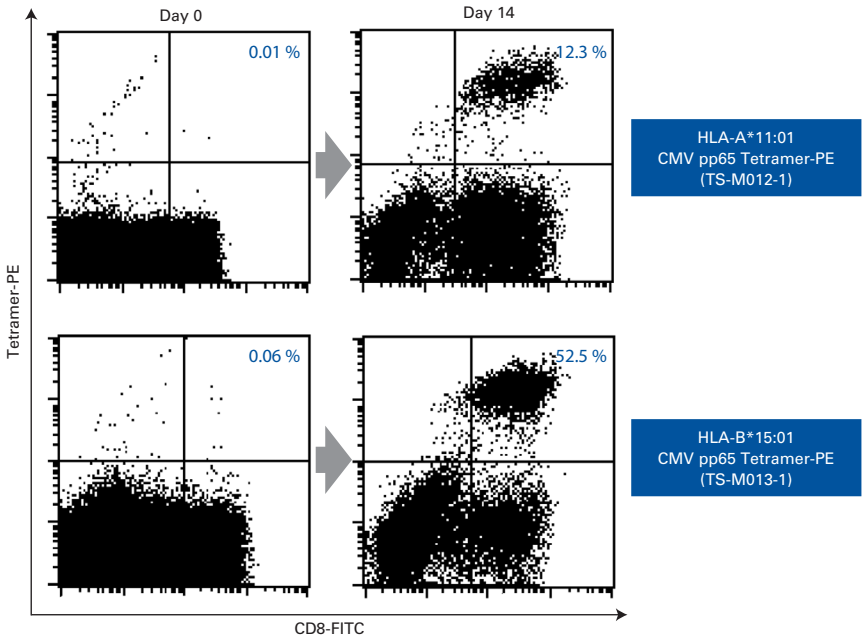 Day 0
Day 14
0.01 %
12.3 %
HLA-A*11:01
CMV pp65 Tetramer-PE
(TS-M012-1)
Tetramer-PE
0.06 %
52.5 %
HLA-B*15:01
CMV pp65 Tetramer-PE
(TS-M013-1)
CD8-FITC